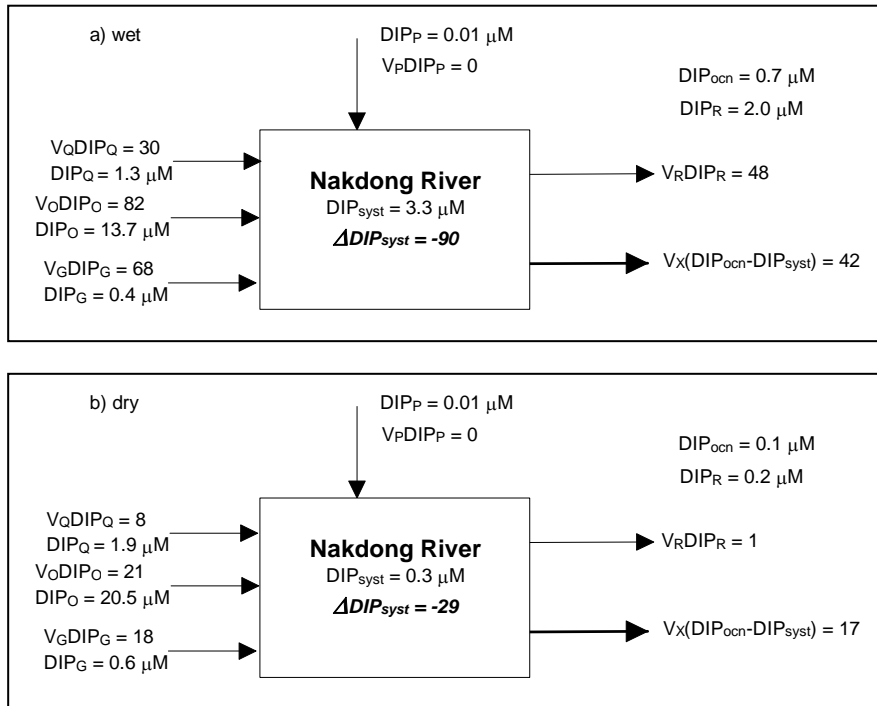 a) wet
DIPP = 0.01 μM
VPDIPP = 0
DIPocn = 0.7 μM
DIPR = 2.0 μM
VQDIPQ = 30
DIPQ = 1.3 μM
VODIPO = 82
DIPO = 13.7 μM
VGDIPG = 68
DIPG = 0.4 μM
Nakdong River
DIPsyst = 3.3 μM
ΔDIPsyst = -90
VRDIPR = 48
VX(DIPocn-DIPsyst) = 42
b) dry
DIPP = 0.01 μM
VPDIPP = 0
DIPocn = 0.1 μM
DIPR = 0.2 μM
VQDIPQ = 8
DIPQ = 1.9 μM
VODIPO = 21
DIPO = 20.5 μM
VGDIPG = 18
DIPG = 0.6 μM
Nakdong River
DIPsyst = 0.3 μM
ΔDIPsyst = -29
VRDIPR = 1
VX(DIPocn-DIPsyst) = 17